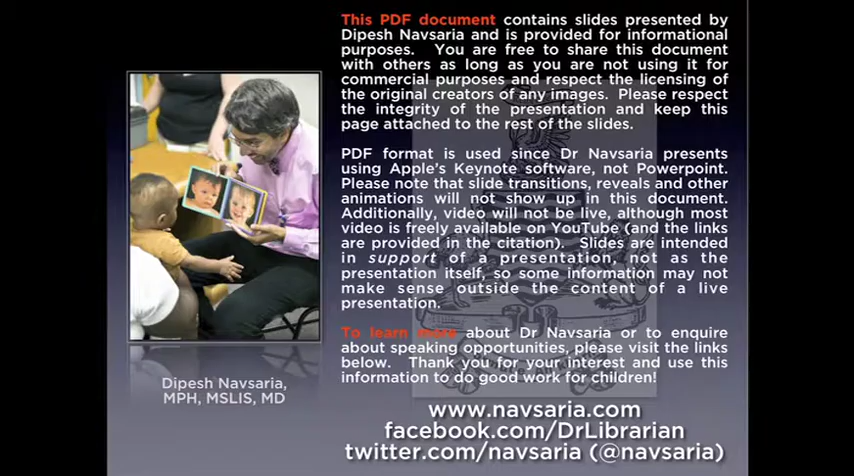 This PDF document contains slides presented by
Dipesh Navsaria and is provided for informational
purposes. You are free to share this document
with others as long as you are not using it for
commercial purposes and respect the licensing of
the original creators of any images. Please respect
the integrity of the presentation and keep this
page attached to the rest of the slides.
PDF format is used since Dr Navsaria presents
using Apple's Keynote software, not Powerpoint.
Please note that slide transitions, reveals and other
animations will not show up in this document.
Additionally, video will not be live, although most
video is freely available on YouTube (and the links
are provided in the citation). Slides are intended
in support of a presentation, not as the
presentation itself, so some information may not
make sense outside the content of a live
presentation.
To learn more about Dr Navsaria or to enquire
about speaking opportunities, please visit the links
below. Thank you for your interest and use this
information to do good work for children!
Dipesh Navsaria,
MPH, MSLIS, MD
www.navsaria.com
facebook.com/DrLibrarian
twitter.com/navsaria (@navsaria)